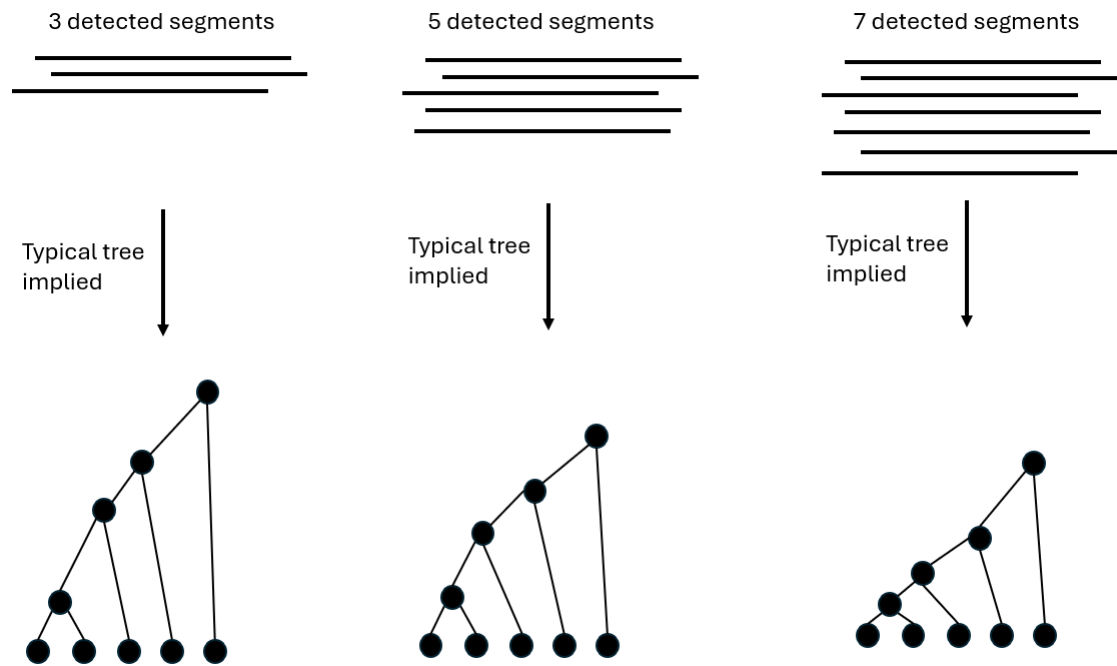 3 detected segments
5 detected segments
7 detected segments
Typical tree
implied
Typical tree
implied
Typical tree
implied